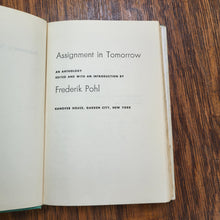 Assignment in Tomorrow
AN ANTHOLOGY
EDITED AND WITH AN INTRODUCTION BY
Frederik Pohl
HANOVER HOUSE, GARDEN CITY, NEW YORK